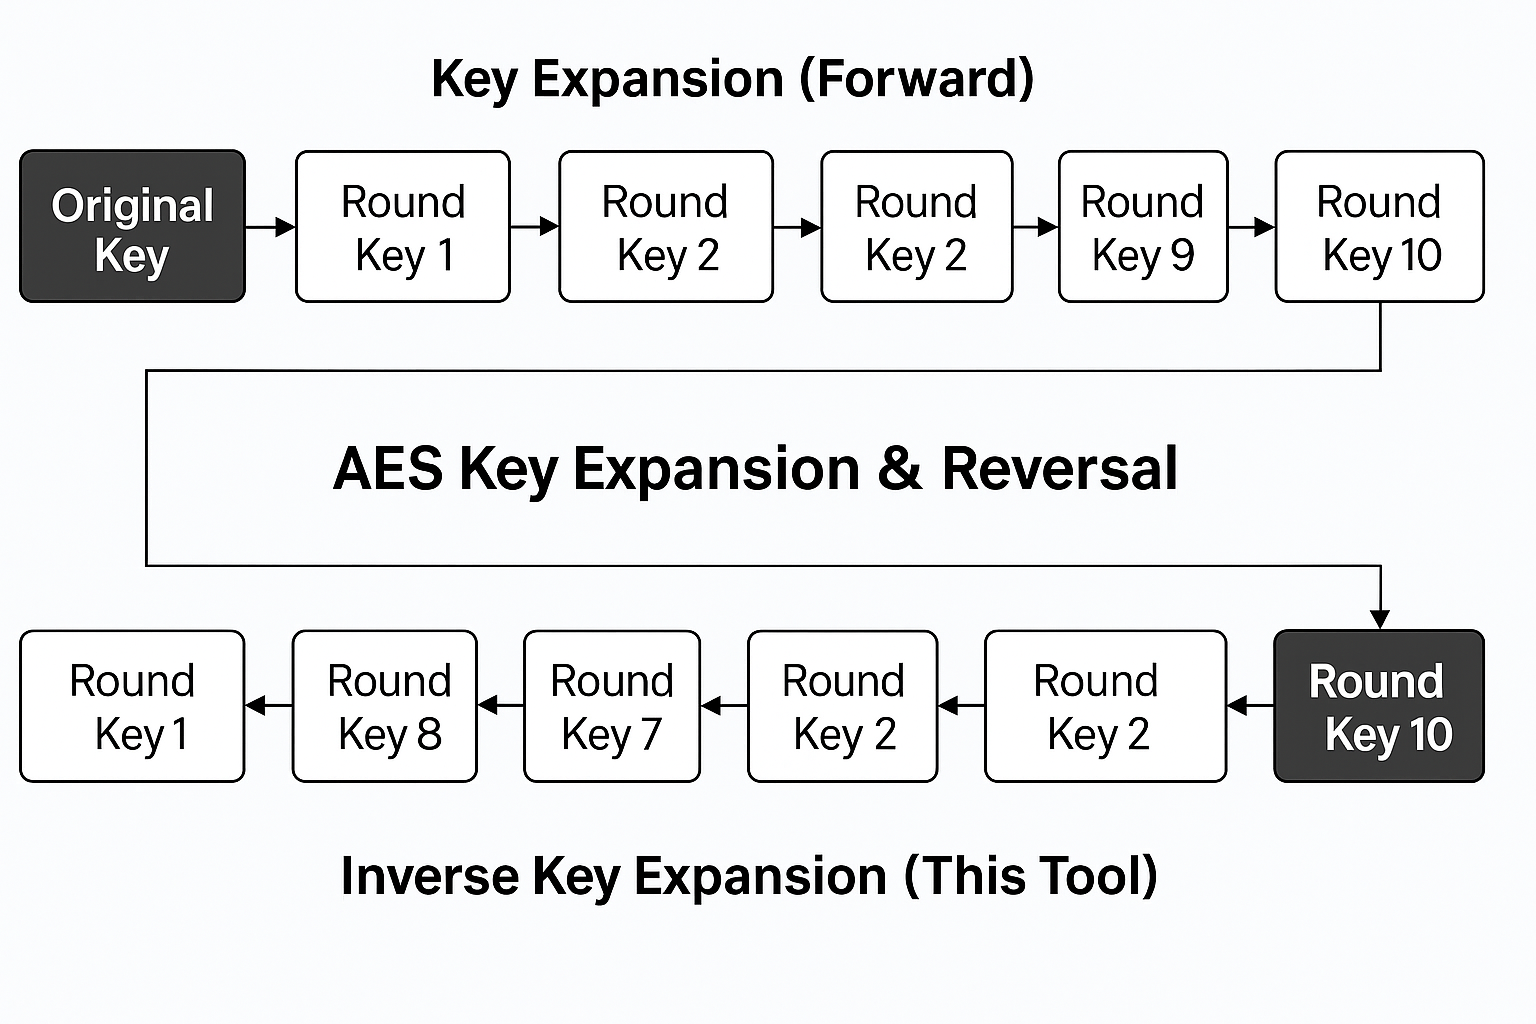 Key Expansion (Forward)
Original
Key
Round
Key 1
Round
Key 2
Round
Key 2
Round
Key 9
Round
Key 10
AES Key Expansion & Reversal
Round
Key 1
Round
Key 8
Round
Key 7
Round
Key 2
Round
Key 2
Round
Key 10
Inverse Key Expansion (This Tool)